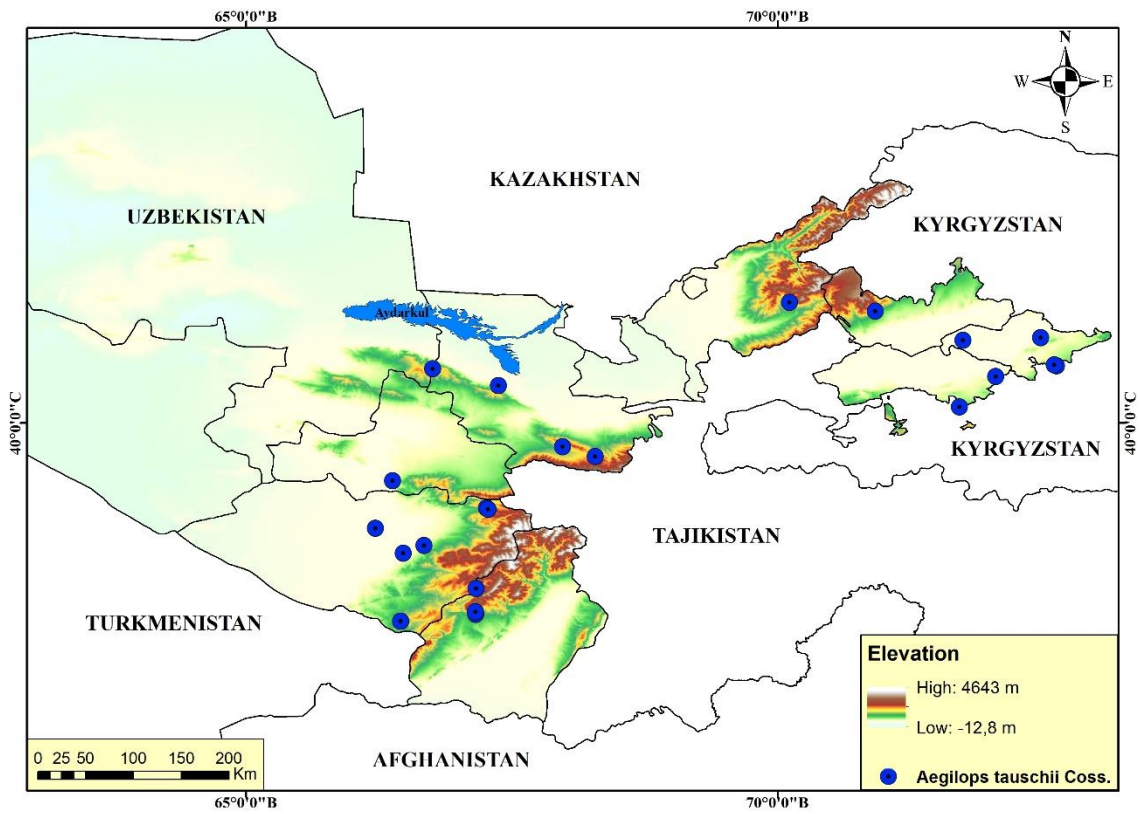 65°0'0"B
70°0'0"B
N
W
E
S
KAZAKHSTAN
UZBEKISTAN
KYRGYZSTAN
Aydarkul
40°0'0"C
40°0'0"C
KYRGYZSTAN
TAJIKISTAN
TURKMENISTAN
Elevation
High: 4643 m
Low: -12,8 m
AFGHANISTAN
0 25 50 100 150 200
Km
Aegilops tauschii Coss.
65°0'0"B
70°0'0"B